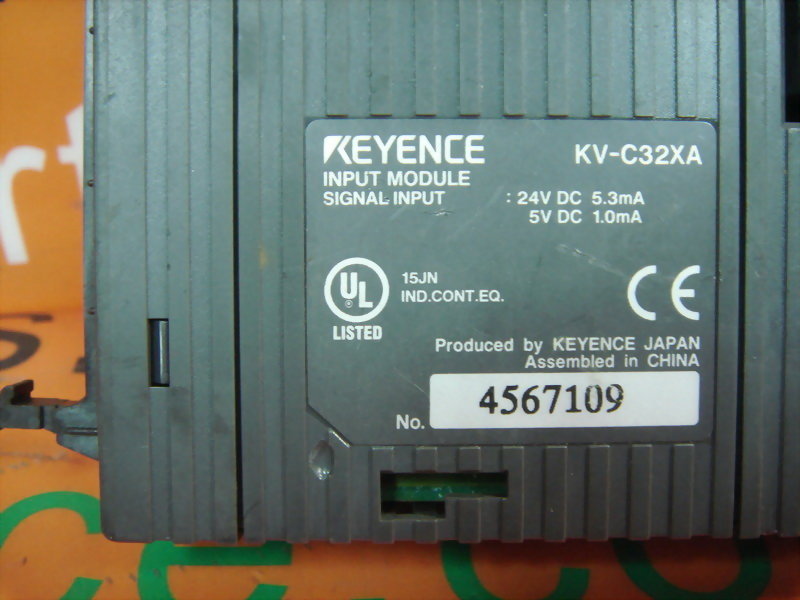 KEYENCE KV-C32XA
INPUT MODULE
SIGNAL INPUT : 24V DC 5.3mA
5V DC 1.0mA
UL
LISTED
15JN
IND.CONT.EQ.
CE
Produced by KEYENCE JAPAN
Assembled in CHINA
No. 4567109